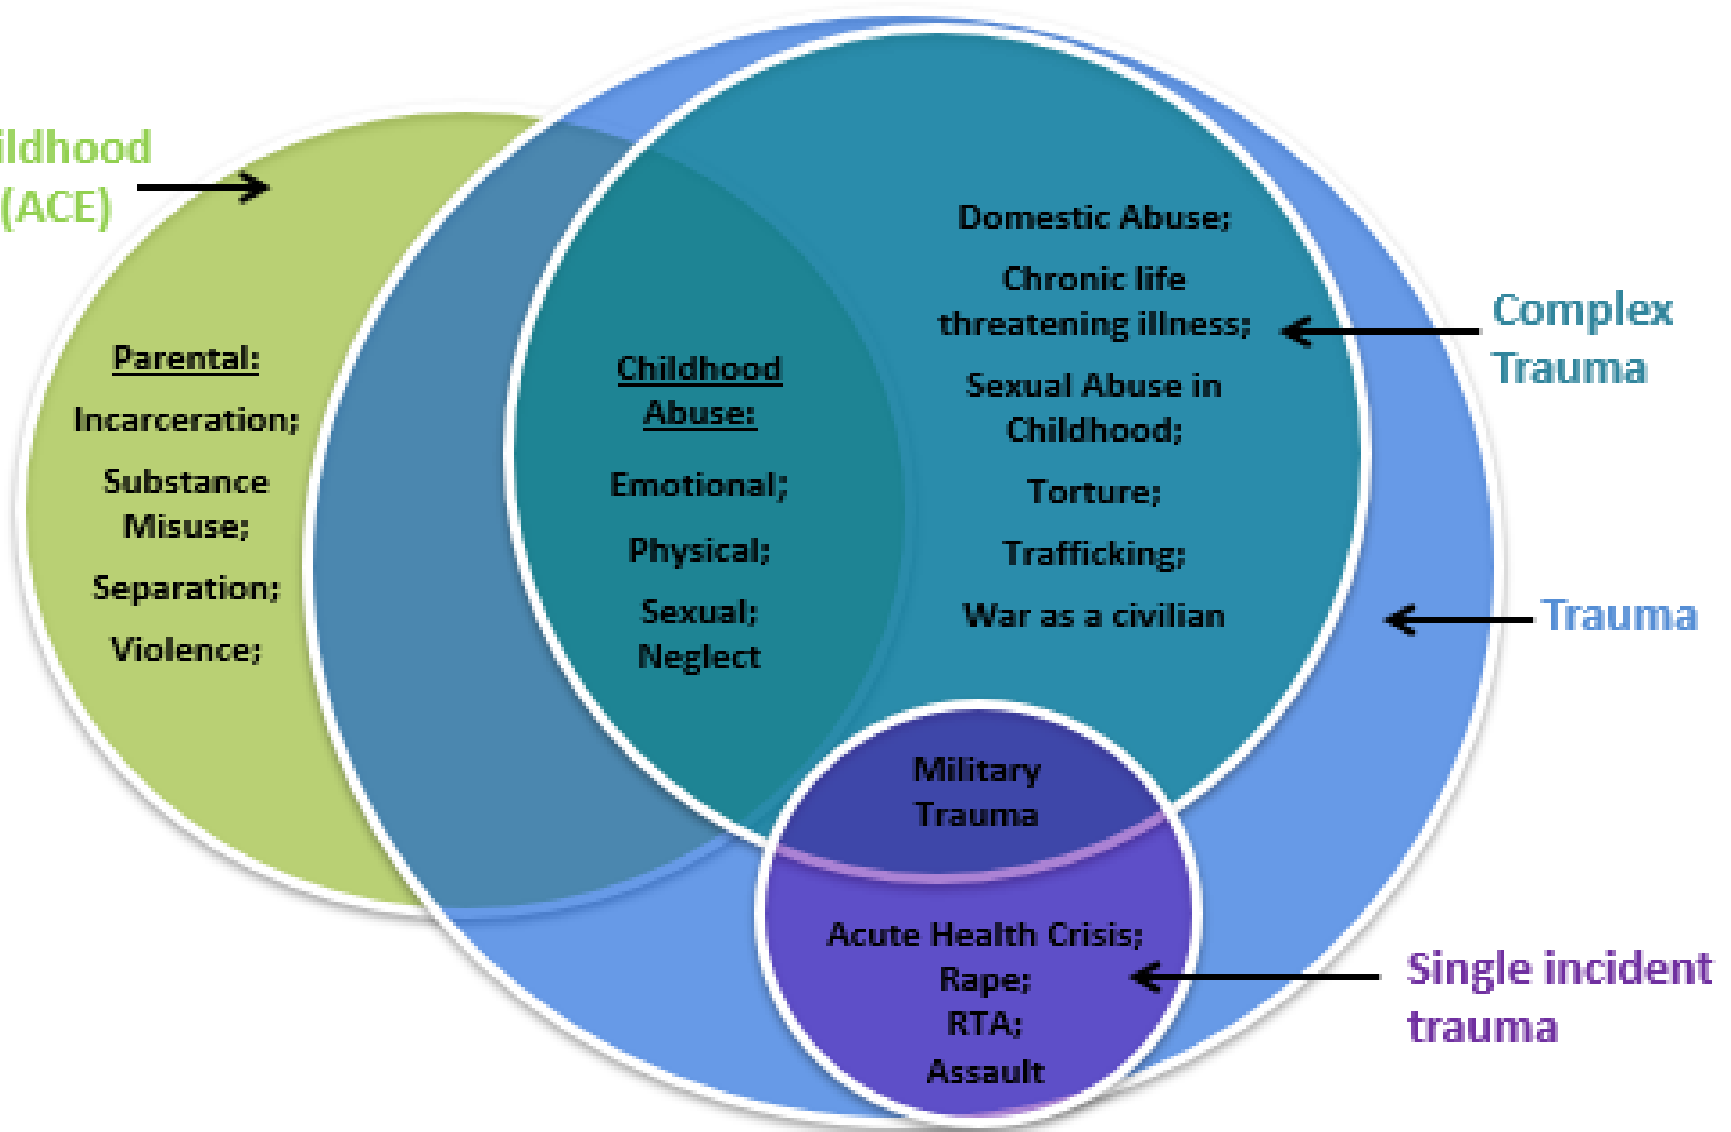 ildhood
(ACE)
Parental:
Incarceration;
Substance
Misuse;
Separation;
Violence;
Childhood
Abuse:
Emotional;
Physical;
Sexual;
Neglect
Domestic Abuse;
Chronic life
threatening illness;
Sexual Abuse in
Childhood;
Torture;
Trafficking;
War as a civilian
Military
Trauma
Acute Health Crisis;
Rape;
RTA;
Assault
Complex
Trauma
Trauma
Single incident
trauma